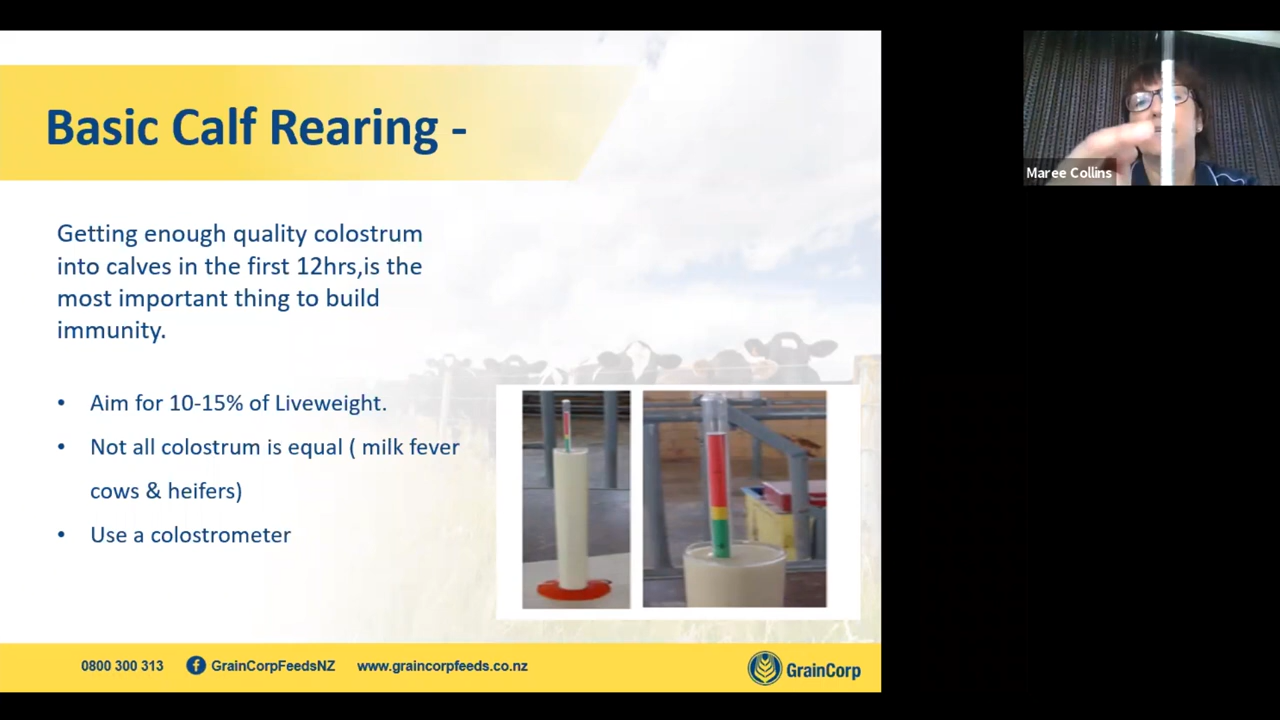 Basic Calf Rearing -
Getting enough quality colostrum
into calves in the first 12hrs,is the
most important thing to build
immunity.
• Aim for 10-15% of Liveweight.
• Not all colostrum is equal ( milk fever
cows & heifers)
• Use a colostrometer
0800 300 313 GrainCorpFeedsNZ www.graincorpfeeds.co.nz GrainCorp
Maree Collins